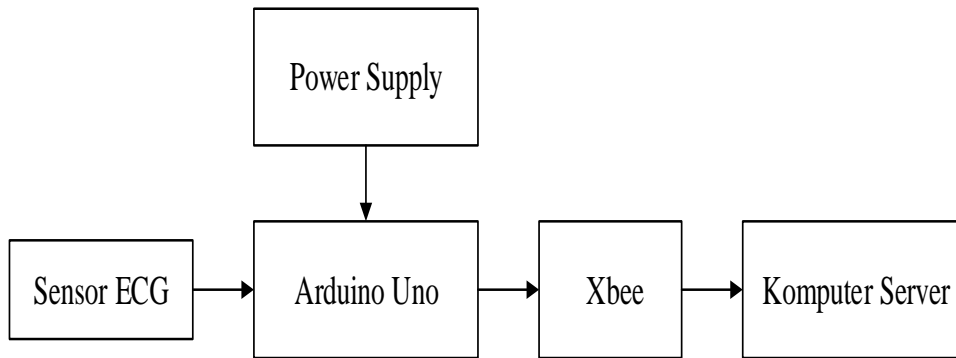 Power Supply
Sensor ECG
Arduino Uno
Xbee
Komputer Server